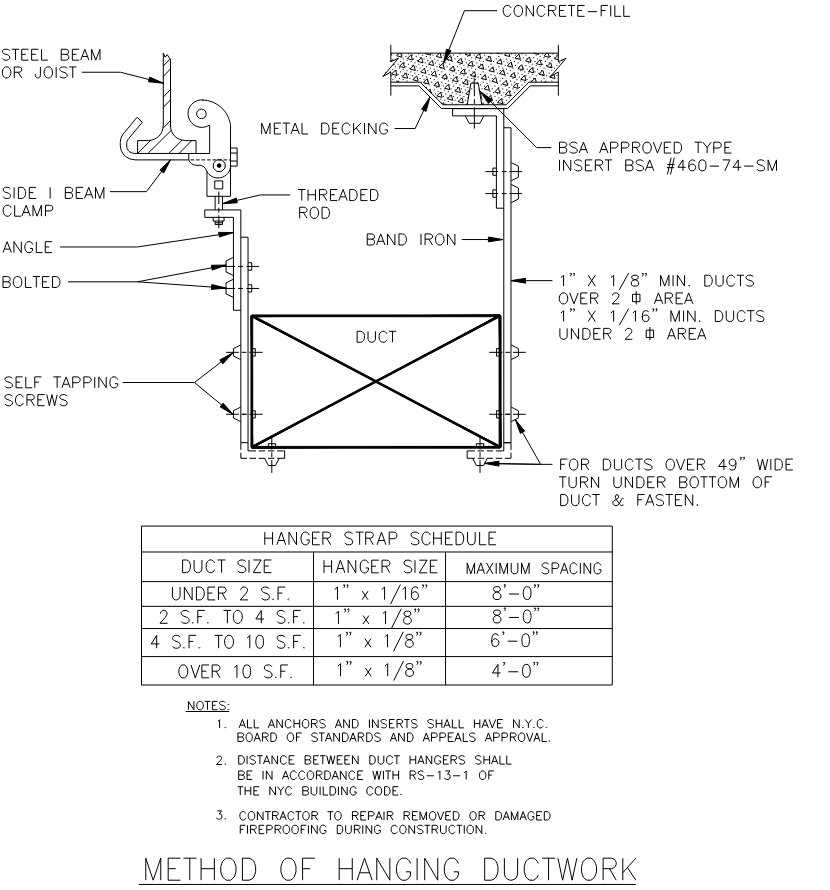 CONCRETE-FILL
STEEL BEAM
OR JOIST
METAL DECKING
BSA APPROVED TYPE
INSERT BSA #460-74-SM
SIDE I BEAM
CLAMP
THREADED
ROD
ANGLE
BAND IRON
BOLTED
1" X 1/8" MIN. DUCTS
OVER 2 ⏍ AREA
1" X 1/16" MIN. DUCTS
UNDER 2 ⏍ AREA
DUCT
SELF TAPPING
SCREWS
FOR DUCTS OVER 49" WIDE
TURN UNDER BOTTOM OF
DUCT & FASTEN.
HANGER STRAP SCHEDULE
DUCT SIZE HANGER SIZE MAXIMUM SPACING
UNDER 2 S.F. 1" x 1/16" 8'-0"
2 S.F. TO 4 S.F. 1" x 1/8" 8'-0"
4 S.F. TO 10 S.F. 1" x 1/8" 6'-0"
OVER 10 S.F. 1" x 1/8" 4'-0"
NOTES:
1. ALL ANCHORS AND INSERTS SHALL HAVE N.Y.C.
BOARD OF STANDARDS AND APPEALS APPROVAL.
2. DISTANCE BETWEEN DUCT HANGERS SHALL
BE IN ACCORDANCE WITH RS-13-1 OF
THE NYC BUILDING CODE.
3. CONTRACTOR TO REPAIR REMOVED OR DAMAGED
FIREPROOFING DURING CONSTRUCTION.
METHOD OF HANGING DUCTWORK